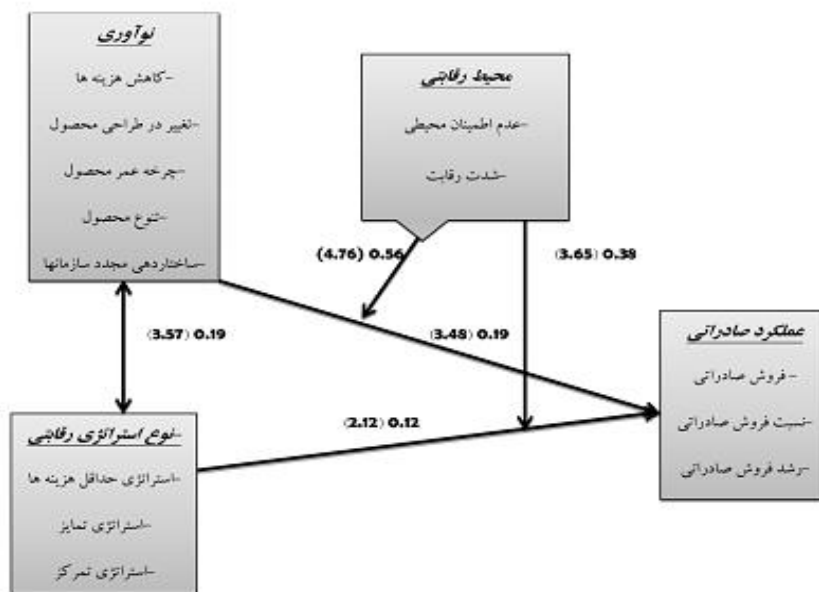 نوآوری
-کاهش هزینه ها
-تغییر در طراحی محصول
-چرخه عمر محصول
-تنوع محصول
-ساختاردهی مجدد سازمانها
محیط رقابتی
-عدم اطمینان محیطی
-شدت رقابت
(4.76) 0.56
(3.65) 0.38
(3.57) 0.19
(3.48) 0.19
(2.12) 0.12
عملکرد صادراتی
- فروش صادراتی
-نسبت فروش صادراتی
-رشد فروش صادراتی
-نوع استراتژی رقابتی
-استراتژی حداقل هزینه ها
-استراتژی تمایز
-استراتژی تمرکز